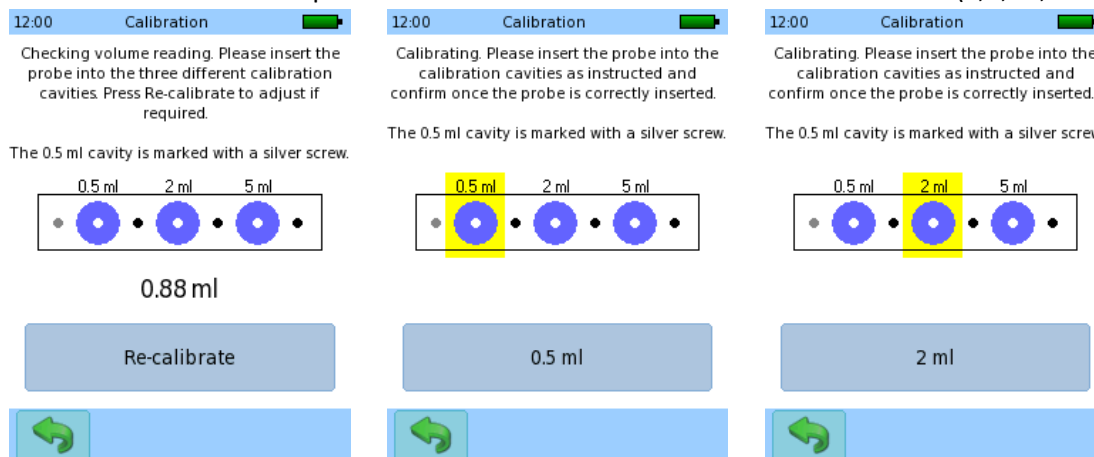 12:00 Calibration
Checking volume reading. Please insert the
probe into the three different calibration
cavities. Press Re-calibrate to adjust if
required.
The 0.5 ml cavity is marked with a silver screw.
0.5 ml 2 ml 5 ml
0.88 ml
Re-calibrate
12:00 Calibration
Calibrating. Please insert the probe into the
calibration cavities as instructed and
confirm once the probe is correctly inserted.
The 0.5 ml cavity is marked with a silver screw.
0.5 ml 2 ml 5 ml
0.5 ml
12:00 Calibration
Calibrating. Please insert the probe into the
calibration cavities as instructed and
confirm once the probe is correctly inserted.
The 0.5 ml cavity is marked with a silver screw
0.5 ml 2 ml 5 ml
2 ml